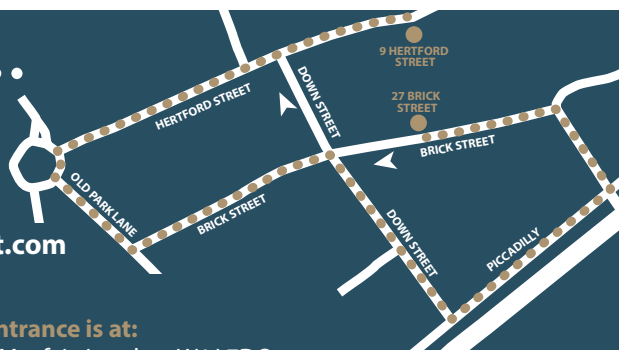 9 HERTFORD
STREET
27 BRICK
STREET
HERTFORD STREET
DOWN STREET
BRICK STREET
OLD PARK LANE
BRICK STREET
DOWN STREET
PICCADILLY
t.com
ntrance is at: